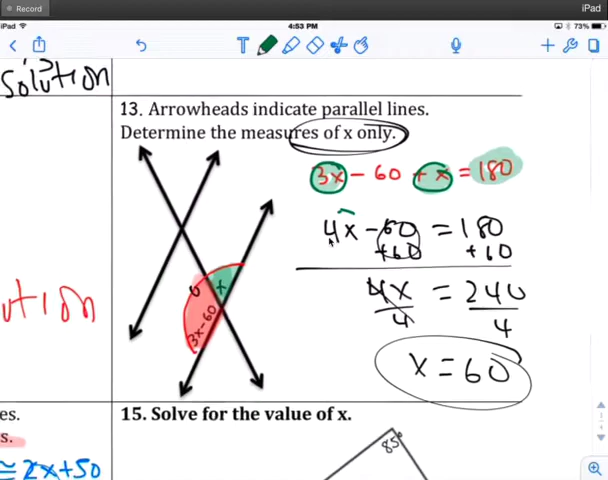 Record
iPad
iPad
4:53 PM
73%
T
Solution
13. Arrowheads indicate parallel lines.
Determine the measures of x only.
3x - 60 + x = 180
4x - 60 = 180
+60 +60
4x = 240
4 4
x = 60
x
3x-60
ution
es.
s.
≅ 2x+50
15. Solve for the value of x.
85°